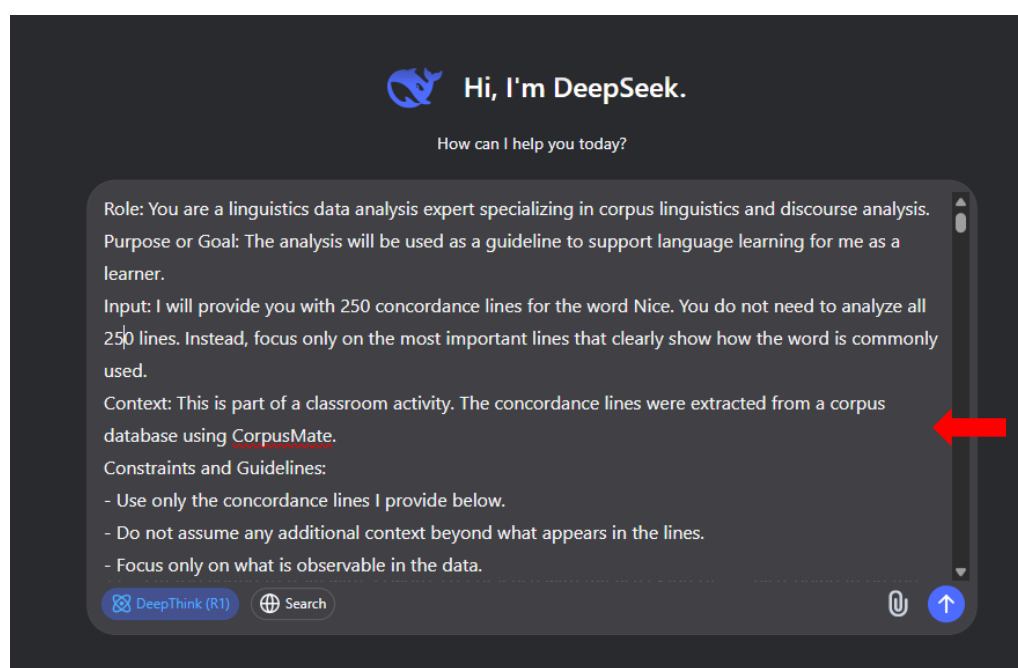 Hi, I'm DeepSeek.
How can I help you today?
Role: You are a linguistics data analysis expert specializing in corpus linguistics and discourse analysis.
Purpose or Goal: The analysis will be used as a guideline to support language learning for me as a
learner.
Input: I will provide you with 250 concordance lines for the word Nice. You do not need to analyze all
250 lines. Instead, focus only on the most important lines that clearly show how the word is commonly
used.
Context: This is part of a classroom activity. The concordance lines were extracted from a corpus
database using CorpusMate.
Constraints and Guidelines:
- Use only the concordance lines I provide below.
- Do not assume any additional context beyond what appears in the lines.
- Focus only on what is observable in the data.
DeepThink (R1) Search